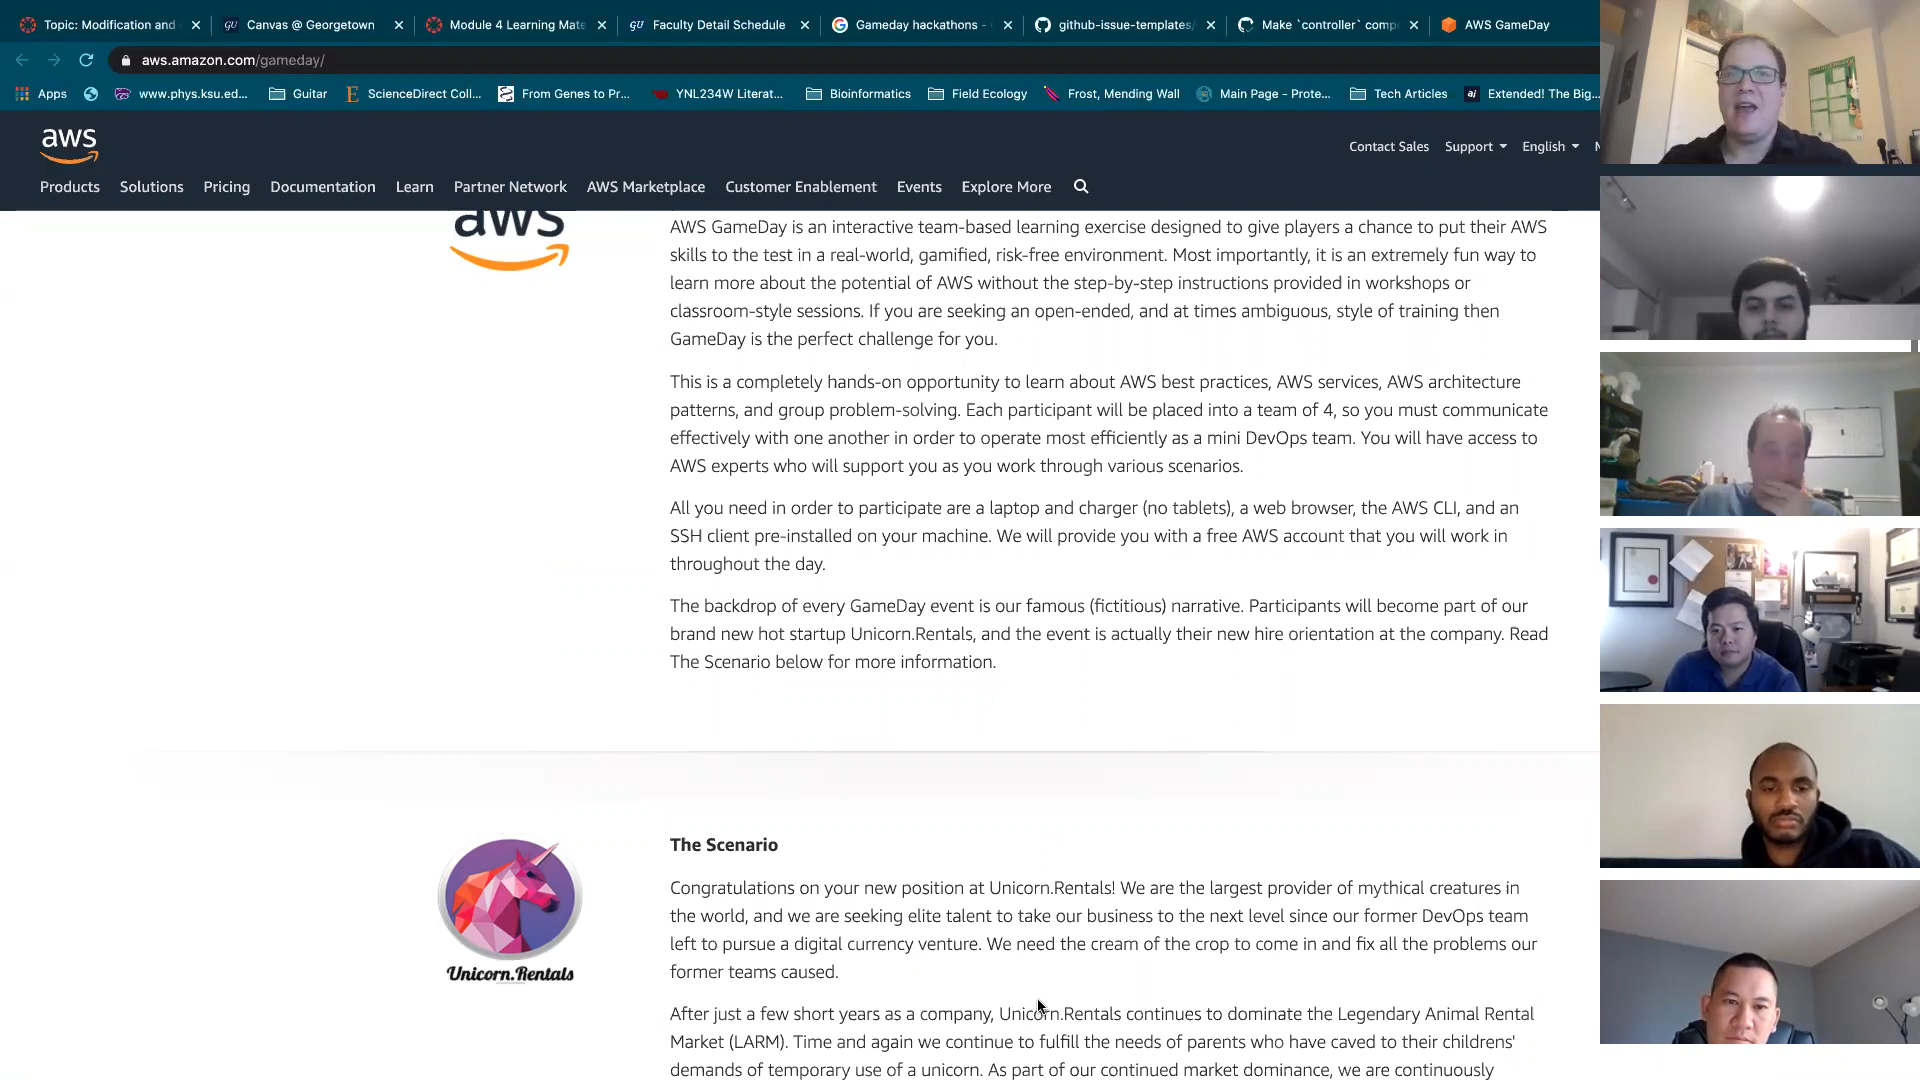 Topic: Modification and
Canvas @ Georgetown
Module 4 Learning Mate
Faculty Detail Schedule
Gameday hackathons -
github-issue-templates/
Make `controller` comp
AWS GameDay
aws.amazon.com/gameday/
Apps
www.phys.ksu.ed...
Guitar
ScienceDirect Coll...
From Genes to Pr...
YNL234W Literat...
Bioinformatics
Field Ecology
Frost, Mending Wall
Main Page - Prote...
Tech Articles
Extended! The Big...
aws
Contact Sales
Support
English
Products
Solutions
Pricing
Documentation
Learn
Partner Network
AWS Marketplace
Customer Enablement
Events
Explore More
aws
AWS GameDay is an interactive team-based learning exercise designed to give players a chance to put their AWS
skills to the test in a real-world, gamified, risk-free environment. Most importantly, it is an extremely fun way to
learn more about the potential of AWS without the step-by-step instructions provided in workshops or
classroom-style sessions. If you are seeking an open-ended, and at times ambiguous, style of training then
GameDay is the perfect challenge for you.
This is a completely hands-on opportunity to learn about AWS best practices, AWS services, AWS architecture
patterns, and group problem-solving. Each participant will be placed into a team of 4, so you must communicate
effectively with one another in order to operate most efficiently as a mini DevOps team. You will have access to
AWS experts who will support you as you work through various scenarios.
All you need in order to participate are a laptop and charger (no tablets), a web browser, the AWS CLI, and an
SSH client pre-installed on your machine. We will provide you with a free AWS account that you will work in
throughout the day.
The backdrop of every GameDay event is our famous (fictitious) narrative. Participants will become part of our
brand new hot startup Unicorn.Rentals, and the event is actually their new hire orientation at the company. Read
The Scenario below for more information.
Unicorn.Rentals
The Scenario
Congratulations on your new position at Unicorn.Rentals! We are the largest provider of mythical creatures in
the world, and we are seeking elite talent to take our business to the next level since our former DevOps team
left to pursue a digital currency venture. We need the cream of the crop to come in and fix all the problems our
former teams caused.
After just a few short years as a company, Unicorn.Rentals continues to dominate the Legendary Animal Rental
Market (LARM). Time and again we continue to fulfill the needs of parents who have caved to their childrens'
demands of temporary use of a unicorn. As part of our continued market dominance, we are continuously